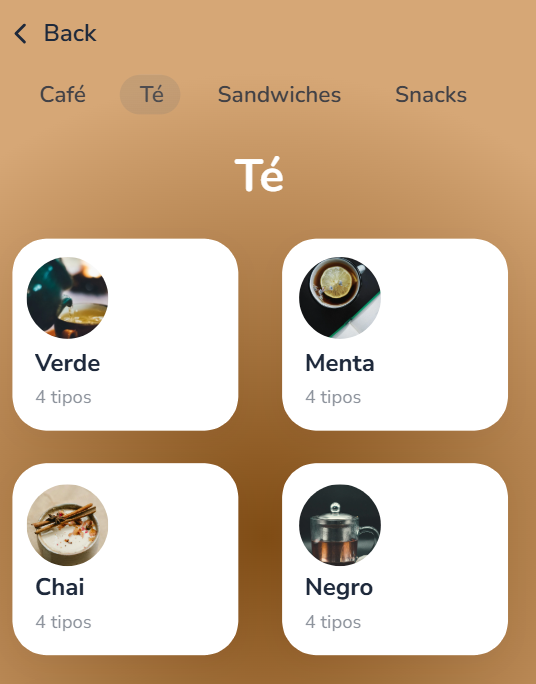 Back
Café Té Sandwiches Snacks
Té
Verde Menta
4 tipos 4 tipos
Chai Negro
4 tipos 4 tipos